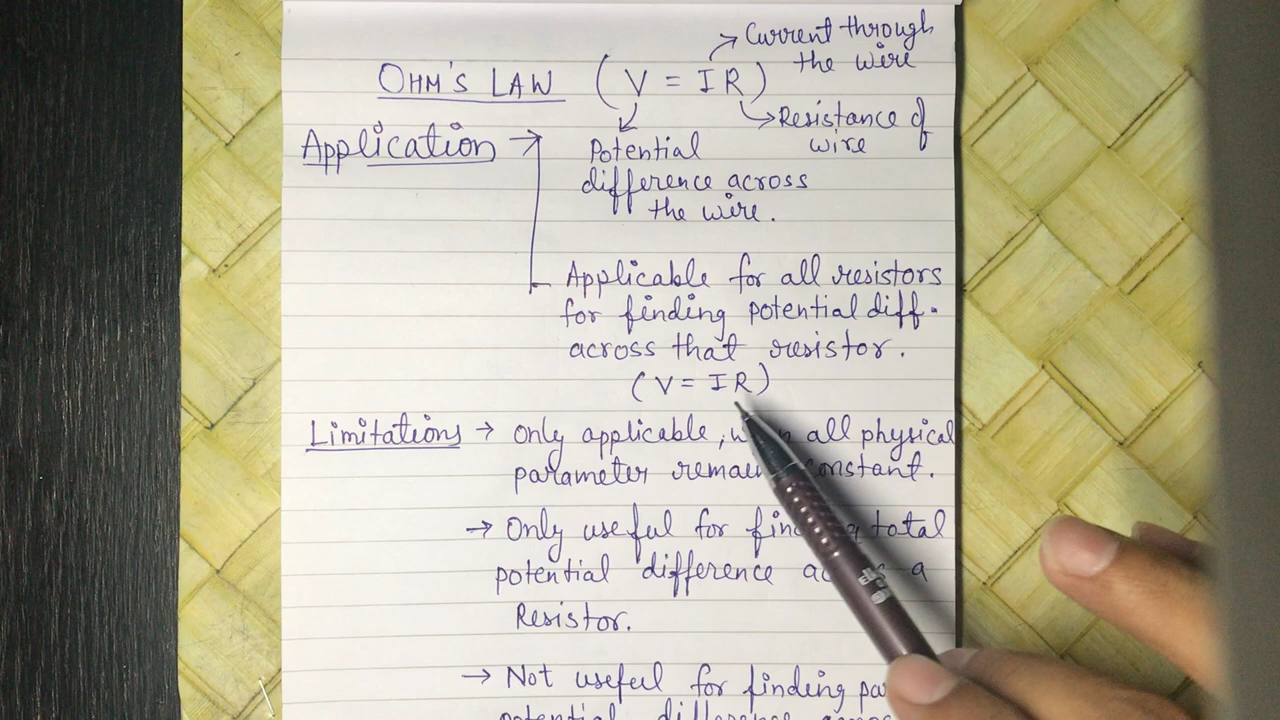 Current through
the wire
OHM'S LAW (V = IR)
Resistance of
wire
Application →
Potential
difference across
the wire.
Applicable for all resistors
for finding potential diff.
across that resistor.
(V = IR)
Limitations → Only applicable, all physical
parameter constant.
→ Only useful for total
potential difference a
Resistor.
→ Not useful for finding
potential difference